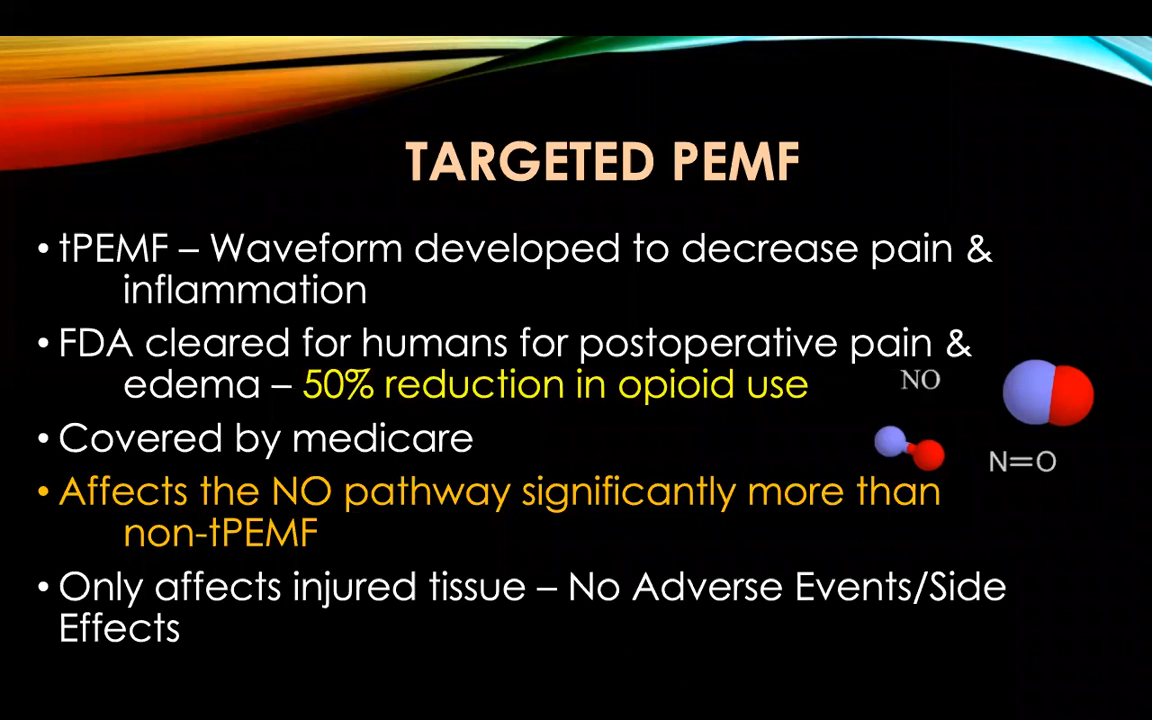 TARGETED PEMF
• tPEMF – Waveform developed to decrease pain &
inflammation
• FDA cleared for humans for postoperative pain &
edema – 50% reduction in opioid use
NO
• Covered by medicare
N=O
• Affects the NO pathway significantly more than
non-tPEMF
• Only affects injured tissue – No Adverse Events/Side
Effects